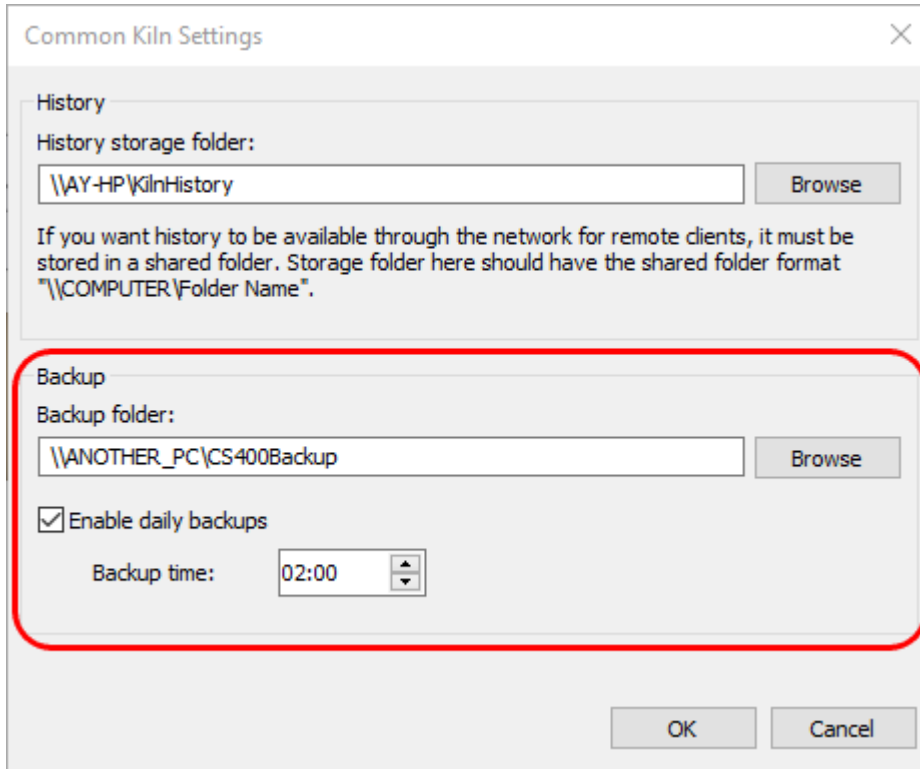 Common Kiln Settings
History
History storage folder:
\\AY-HP\KilnHistory
Browse
If you want history to be available through the network for remote clients, it must be
stored in a shared folder. Storage folder here should have the shared folder format
"\\COMPUTER\Folder Name".
Backup
Backup folder:
\\ANOTHER_PC\CS400Backup
Browse
Enable daily backups
Backup time:
02:00
OK
Cancel